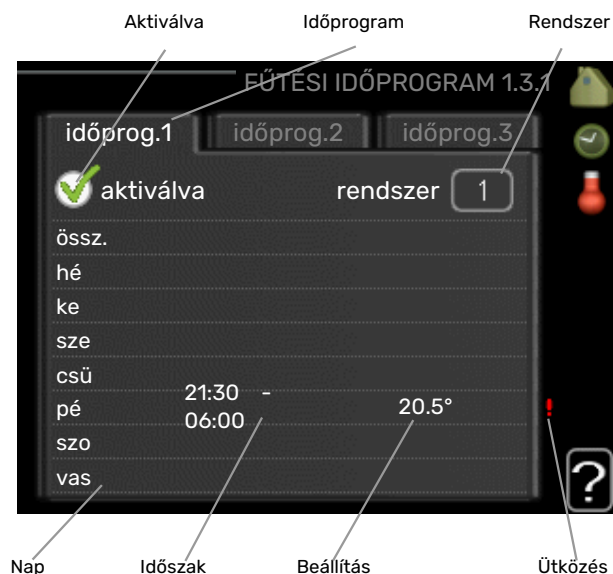 Aktiválva Időprogram Rendszer
FŰTÉSI IDŐPROGRAM 1.3.1
időprog.1 időprog.2 időprog.3
aktiválva rendszer 1
össz.
hé
ke
sze
csü
21:30 -
pé 20.5° !
06:00
szo
vas
?
Nap Időszak Beállítás Ütközés